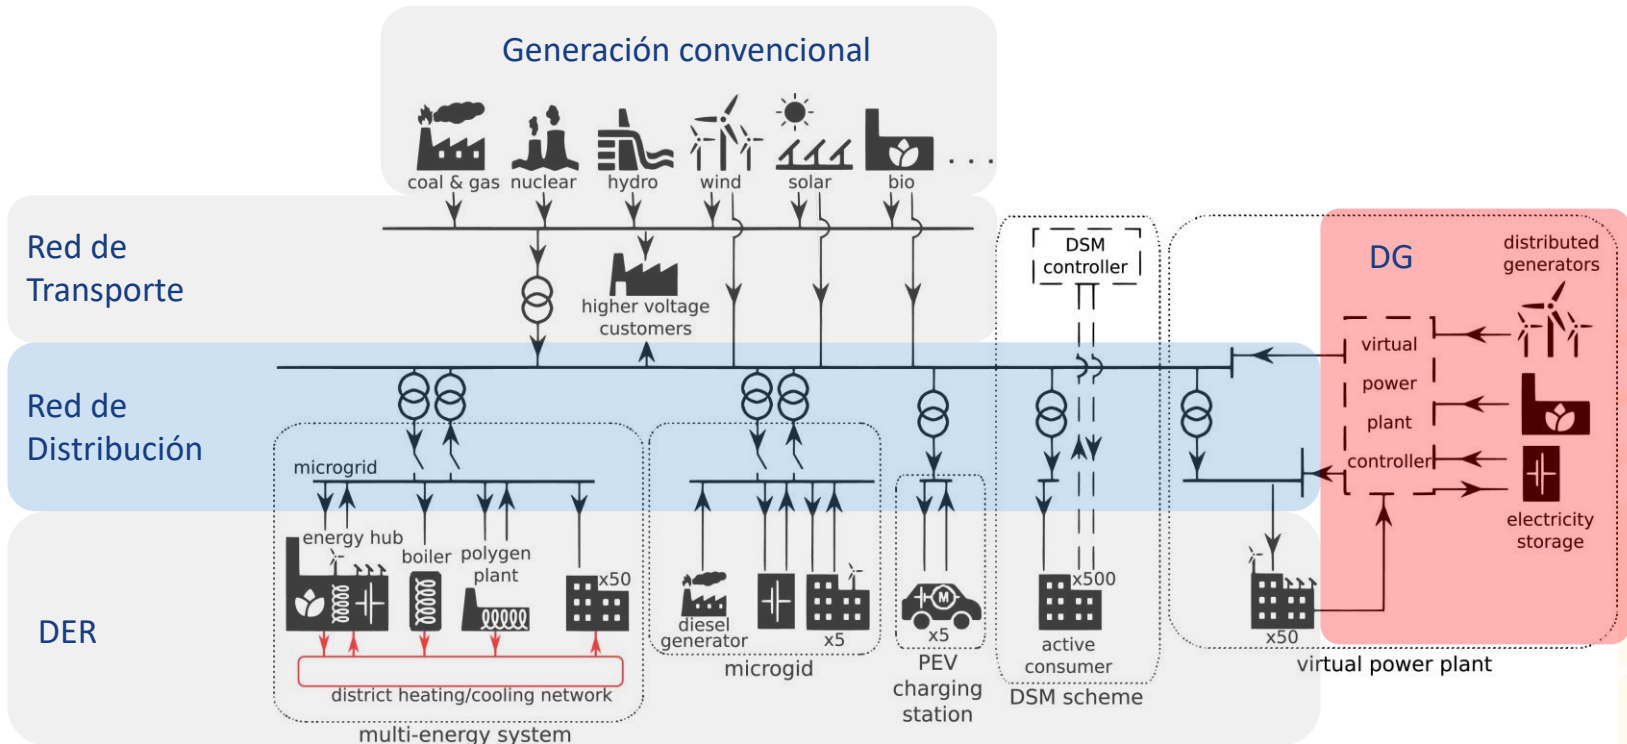 Generación convencional
coal & gas
nuclear
hydro
wind
solar
bio
. . .
Red de
Transporte
higher voltage
customers
DSM
controller
DG
distributed
generators
virtual
power
plant
controller
electricity
storage
Red de
Distribución
microgrid
DER
energy hub
boiler
polygen
plant
x50
district heating/cooling network
multi-energy system
diesel
generator
x5
microgid
M
x5
PEV
charging
station
x500
active
consumer
DSM scheme
x50
virtual power plant